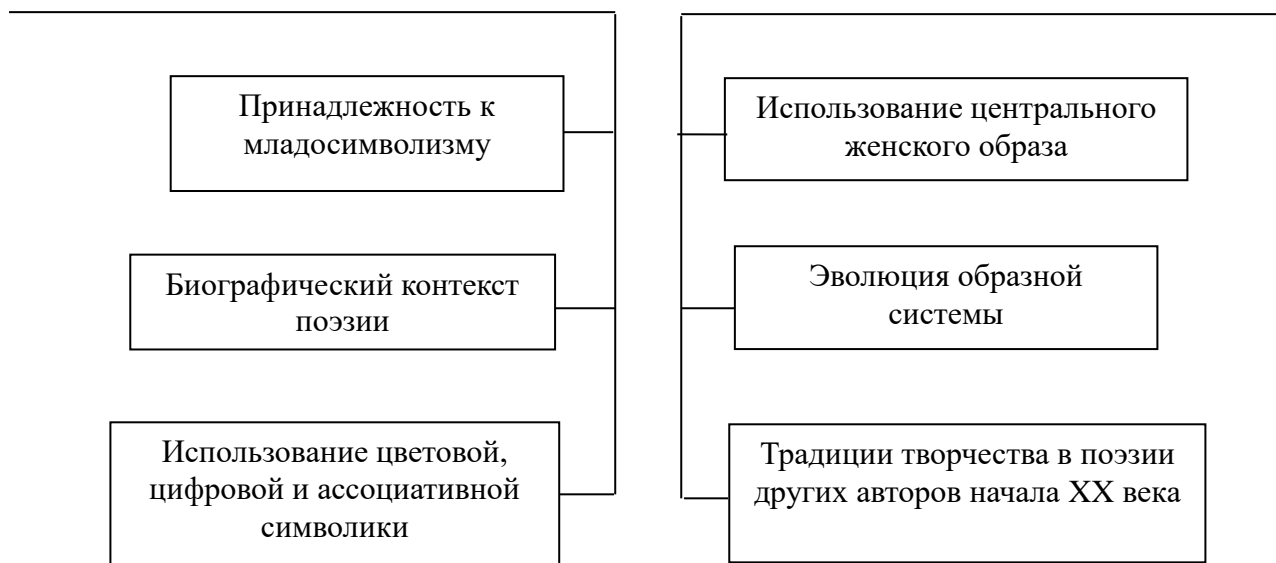 Принадлежность к
младосимволизму
Биографический контекст
поэзии
Использование цветовой,
цифровой и ассоциативной
символики
Использование центрального
женского образа
Эволюция образной
системы
Традиции творчества в поэзии
других авторов начала XX века